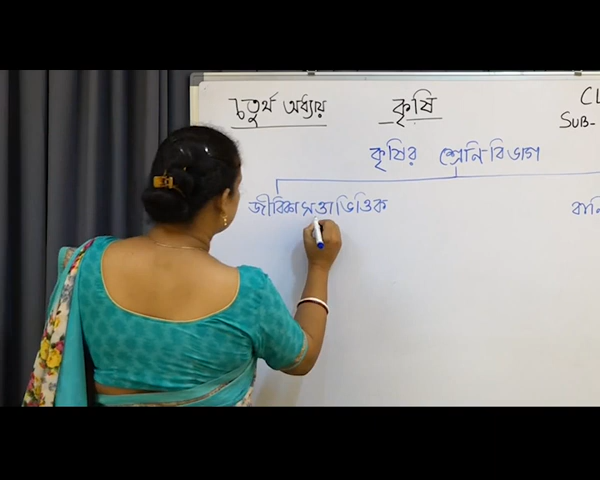 চতুর্থ অধ্যায় কৃষি CL
SUB-
কৃষির শ্রেনি-বিভাগ
জীবিকাসত্তাভিত্তিক বানি